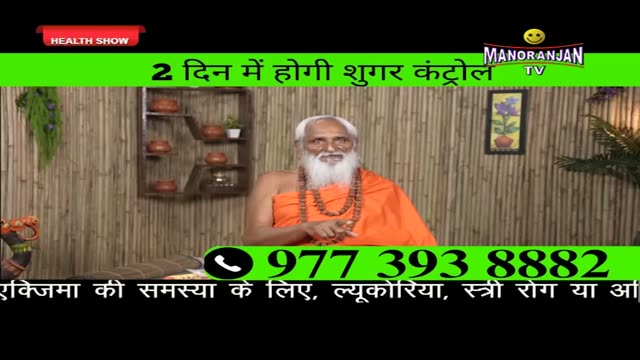 HEALTH SHOW
MANORANJAN
TV
2 दिन में होगी शुगर कंट्रोल
977 393 8882
एक्जिमा की समस्या के लिए, ल्यूकोरिया, स्त्री रोग या